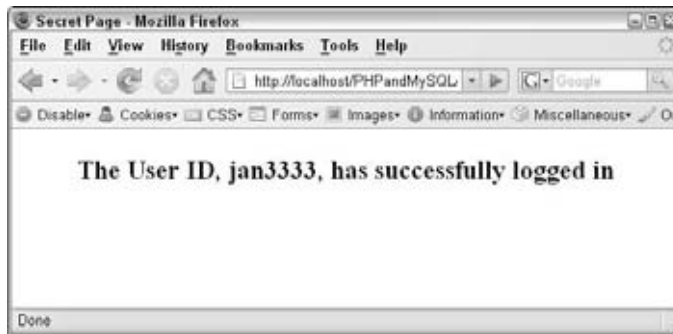 Secret Page - Mozilla Firefox
File Edit View History Bookmarks Tools Help
http://localhost/PHPandMySQL Google
Disable Cookies CSS Forms Images Information Miscellaneous O
The User ID, jan3333, has successfully logged in
Done